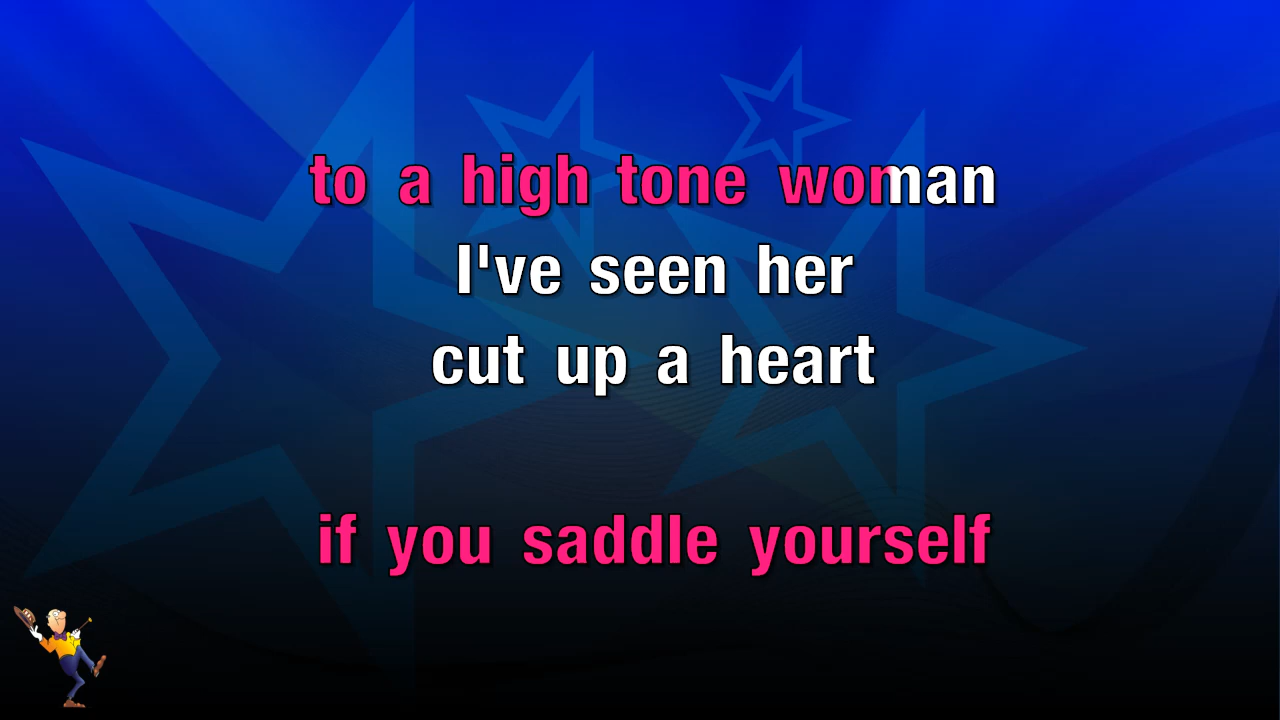 to a high tone woman
I've seen her
cut up a heart
if you saddle yourself